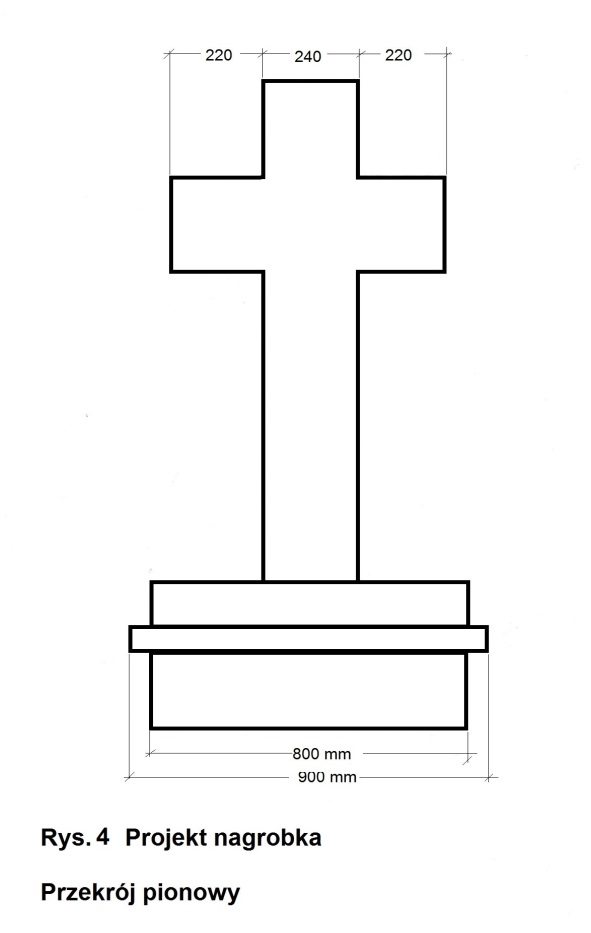 220 240 220
800 mm
900 mm
Rys. 4 Projekt nagrobka
Przekrój pionowy